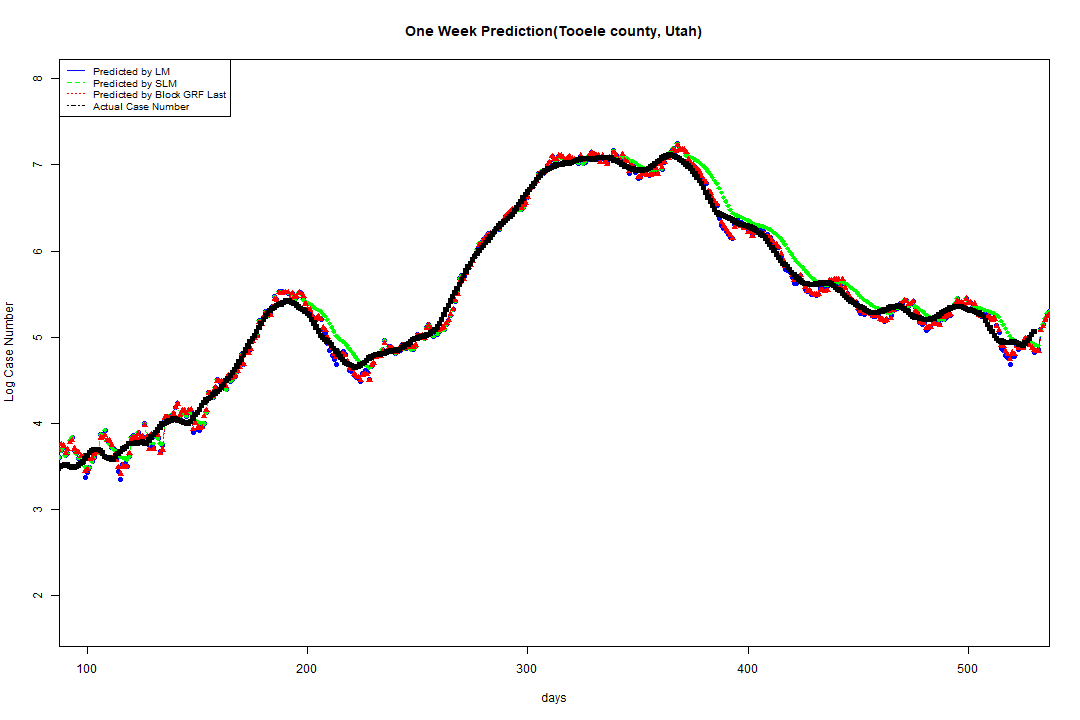 One Week Prediction(Tooele county, Utah)
Predicted by LM
Predicted by SLM
Predicted by Block GRF Last
Actual Case Number
8
7
6
5
4
3
2
Log Case Number
100 200 300 400 500
days